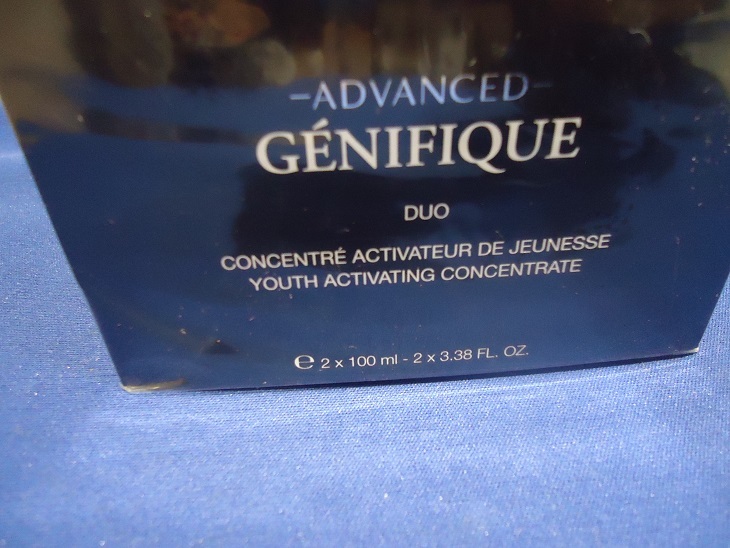 -ADVANCED-
GÉNIFIQUE
DUO
CONCENTRÉ ACTIVATEUR DE JEUNESSE
YOUTH ACTIVATING CONCENTRATE
℮ 2 x 100 ml - 2 x 3.38 FL. OZ.